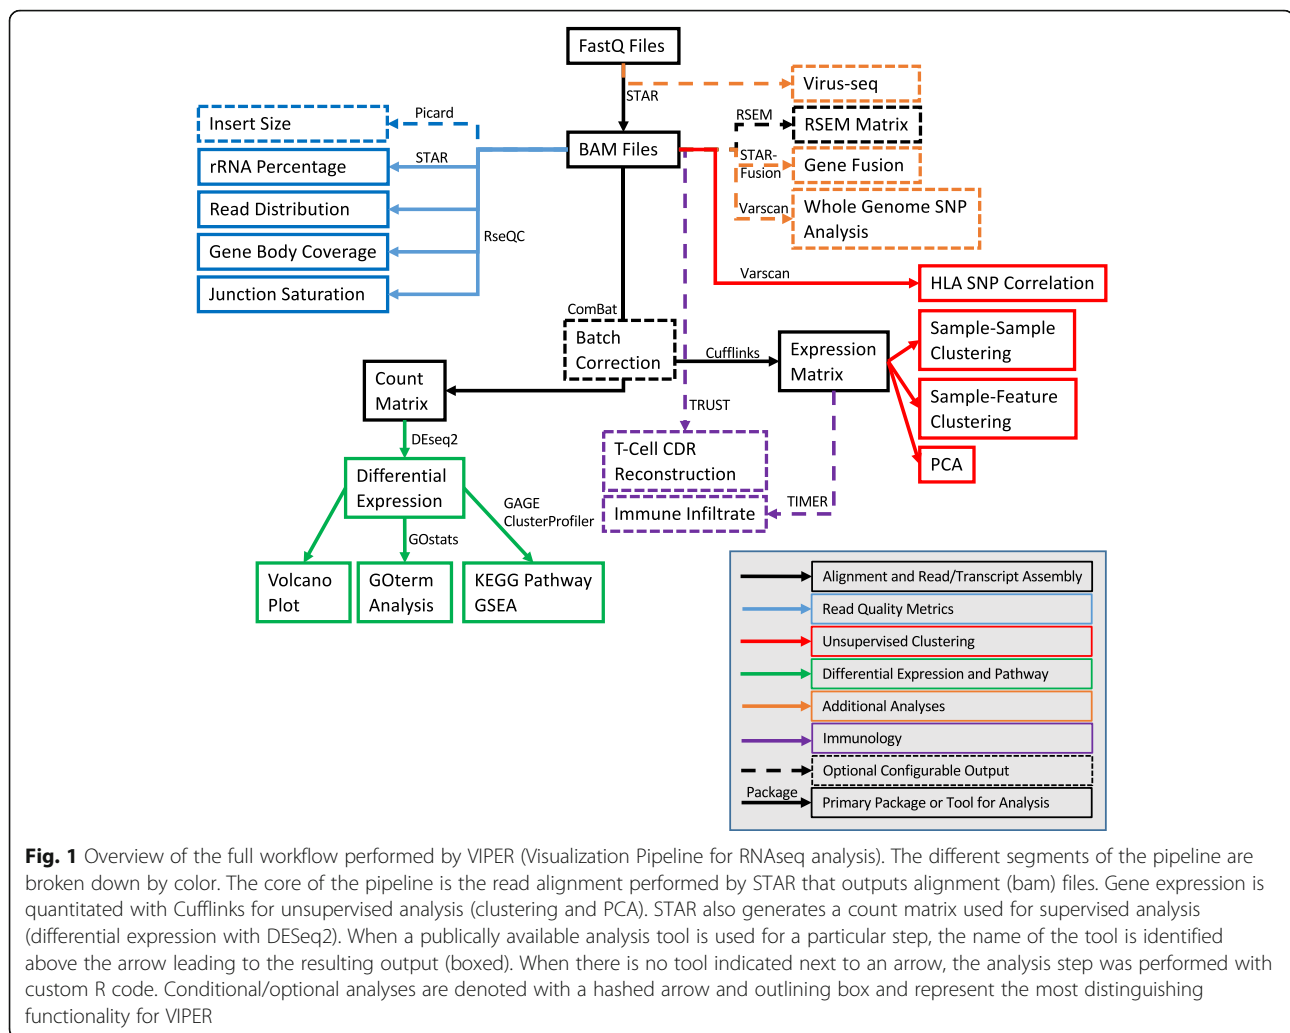 FastQ Files
STAR
Virus-seq
Insert Size
Picard
RSEM
RSEM Matrix
rRNA Percentage
STAR
BAM Files
STAR-
Fusion
Gene Fusion
Read Distribution
Varscan
Whole Genome SNP
Analysis
RseQC
Gene Body Coverage
Junction Saturation
Varscan
HLA SNP Correlation
ComBat
Batch
Correction
Cufflinks
Expression
Matrix
Sample-Sample
Clustering
Count
Matrix
Sample-Feature
Clustering
TRUST
DEseq2
T-Cell CDR
Reconstruction
PCA
Differential
Expression
Immune Infiltrate
TIMER
GAGE
ClusterProfiler
GOstats
Volcano
Plot
GOterm
Analysis
KEGG Pathway
GSEA
Alignment and Read/Transcript Assembly
Read Quality Metrics
Unsupervised Clustering
Differential Expression and Pathway
Additional Analyses
Immunology
Optional Configurable Output
Package
Primary Package or Tool for Analysis
Fig. 1 Overview of the full workflow performed by VIPER (Visualization Pipeline for RNAseq analysis). The different segments of the pipeline are
broken down by color. The core of the pipeline is the read alignment performed by STAR that outputs alignment (bam) files. Gene expression is
quantitated with Cufflinks for unsupervised analysis (clustering and PCA). STAR also generates a count matrix used for supervised analysis
(differential expression with DESeq2). When a publically available analysis tool is used for a particular step, the name of the tool is identified
above the arrow leading to the resulting output (boxed). When there is no tool indicated next to an arrow, the analysis step was performed with
custom R code. Conditional/optional analyses are denoted with a hashed arrow and outlining box and represent the most distinguishing
functionality for VIPER